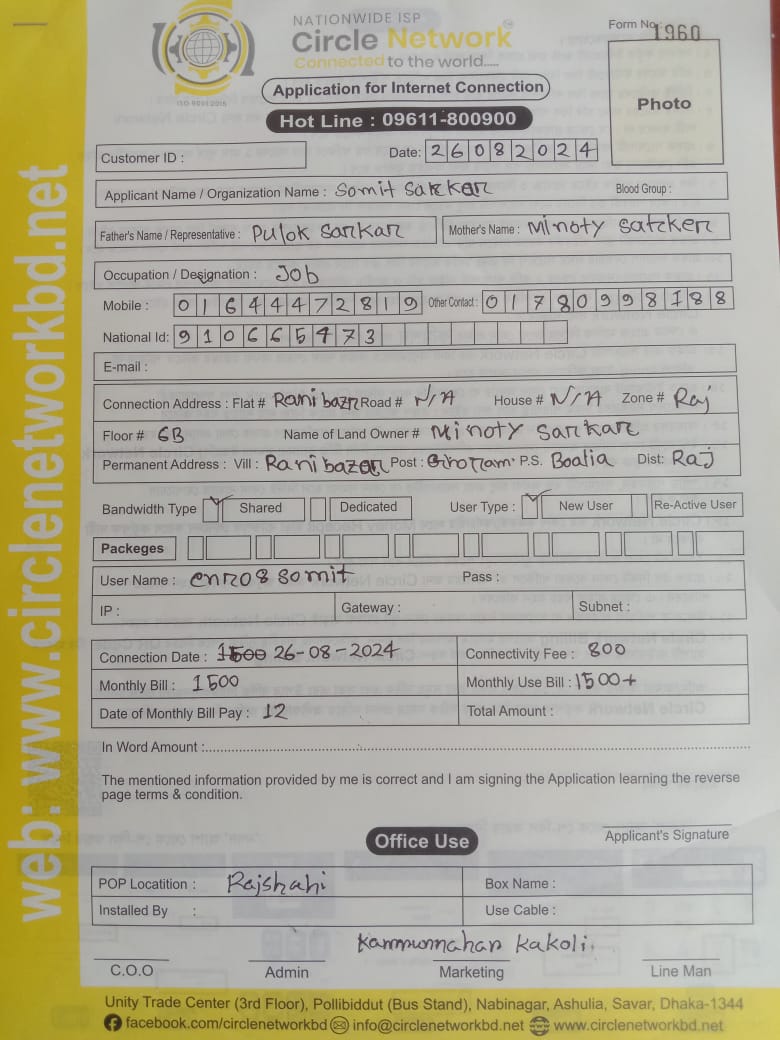 NATIONWIDE ISP
Circle Network
Connected to the world.....
ISO 9001:2015
Form No. 1960
Photo
Application for Internet Connection
Hot Line : 09611-800900
Customer ID :
Date: 26082024
Applicant Name / Organization Name : Somit Sarker
Blood Group :
Father's Name / Representative : Pulok Sarkar
Mother's Name : Minoty Sarker
Occupation / Designation : Job
Mobile : 01644472819 Other Contact : 01780998188
National Id: 910665473
E-mail :
Connection Address : Flat # Ranibazar Road # N/A House # N/A Zone # Raj
Floor # 6B Name of Land Owner # Minoty Sarkar
Permanent Address : Vill : Ranibazar Post : P.S. Boalia Dist: Raj
Bandwidth Type Shared Dedicated User Type : New User Re-Active User
Packeges
User Name : enr08somit Pass :
IP : Gateway : Subnet :
Connection Date : 1500 26-08-2024 Connectivity Fee : 800
Monthly Bill : 1500 Monthly Use Bill : 1500+
Date of Monthly Bill Pay : 12 Total Amount :
In Word Amount :
The mentioned information provided by me is correct and I am signing the Application learning the reverse
page terms & condition.
Applicant's Signature
Office Use
POP Locatition : Rajshahi Box Name :
Installed By : Use Cable :
Kamrunnahar Kakoli.
C.O.O Admin Marketing Line Man
Unity Trade Center (3rd Floor), Pollibiddut (Bus Stand), Nabinagar, Ashulia, Savar, Dhaka-1344
facebook.com/circlenetworkbd info@circlenetworkbd.net www.circlenetworkbd.net
web: www.circlenetworkbd.net